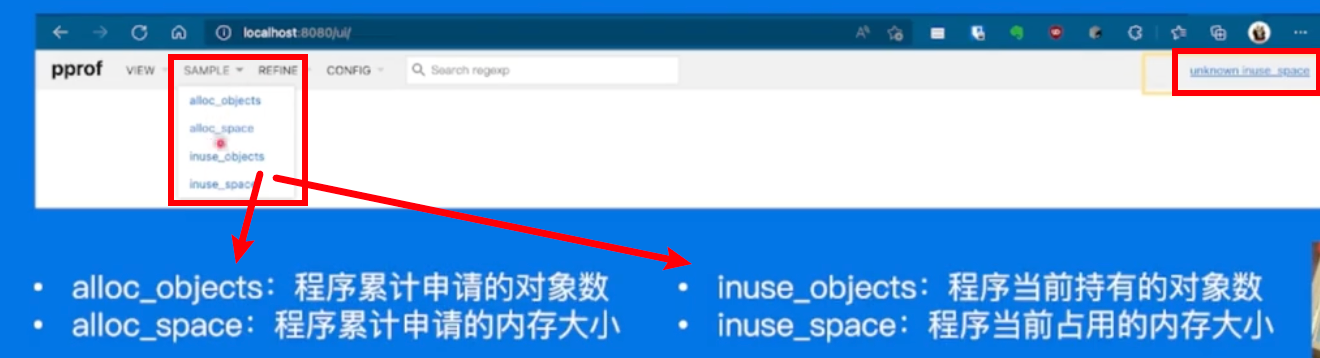 localhost:8080/ui/
pprof VIEW SAMPLE REFINE CONFIG Search regexp unknown inuse_space
alloc_objects
alloc_space
inuse_objects
inuse_space
• alloc_objects：程序累计申请的对象数
• alloc_space：程序累计申请的内存大小
• inuse_objects：程序当前持有的对象数
• inuse_space：程序当前占用的内存大小